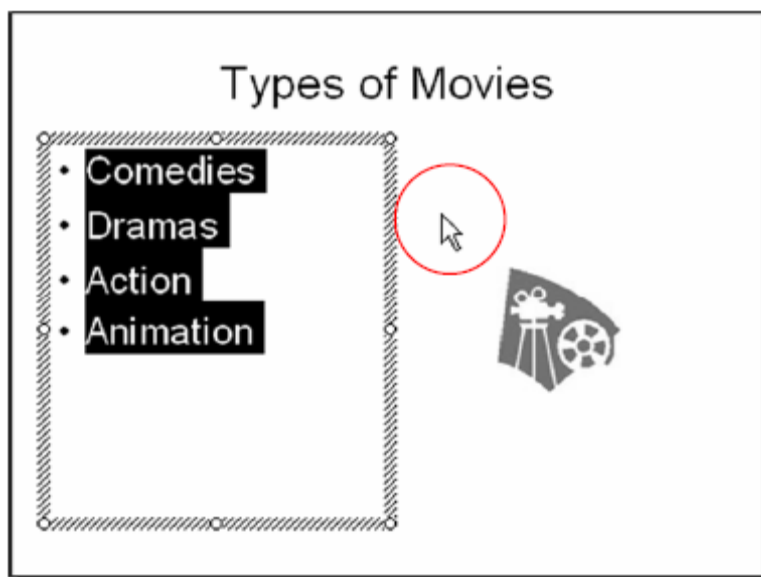 Types of Movies
• Comedies
• Dramas
• Action
• Animation